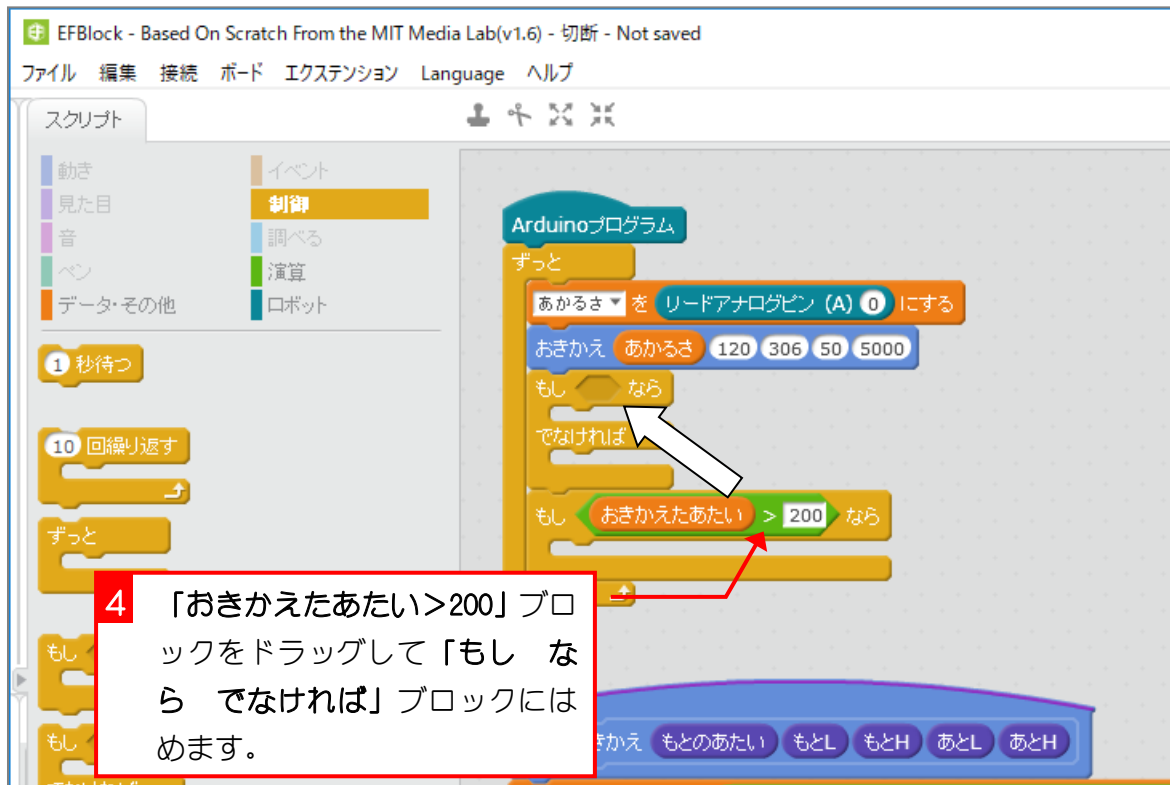 EFBlock - Based On Scratch From the MIT Media Lab(v1.6) - 切断 - Not saved
ファイル 編集 接続 ボード エクステンション Language ヘルプ
スクリプト
動き イベント
見た目 制御
音 調べる
ペン 演算
データ・その他 ロボット
1 秒待つ
10 回繰り返す
ずっと
もし
もし
Arduinoプログラム
ずっと
あかるさ を リードアナログピン (A) 0 にする
おきかえ あかるさ 120 306 50 5000
もし なら
でなければ
もし おきかえたあたい > 200 なら
4 「おきかえたあたい＞200」ブロ
ックをドラッグして「もし な
ら でなければ」ブロックには
めます。
きかえ もとのあたい もとL もとH あとL あとH